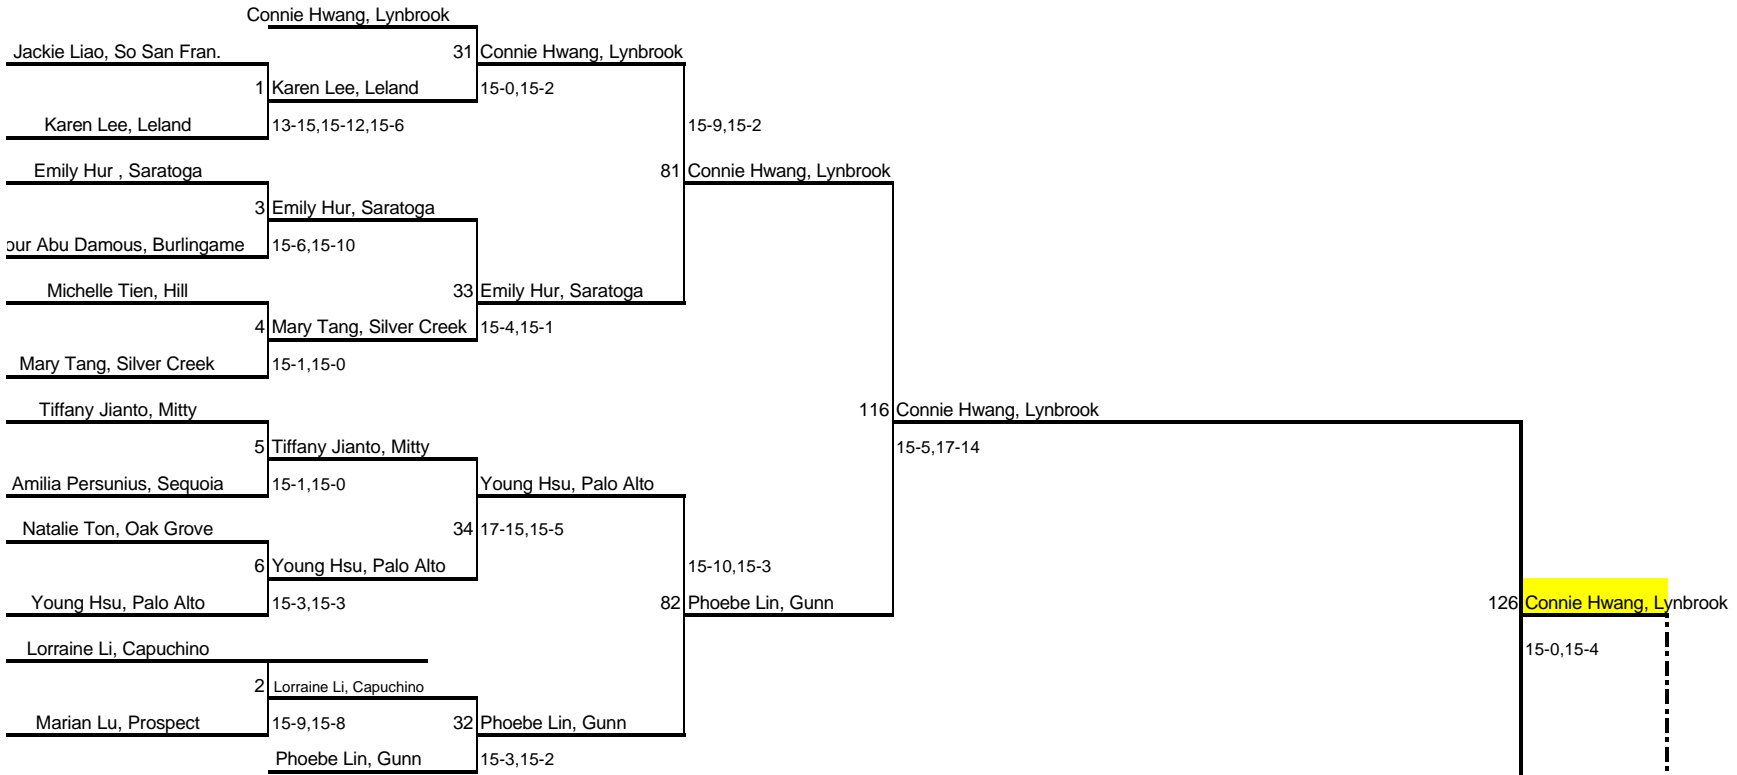 Connie Hwang, Lynbrook
Jackie Liao, So San Fran.
31 Connie Hwang, Lynbrook
1 Karen Lee, Leland
15-0,15-2
Karen Lee, Leland
13-15,15-12,15-6
15-9,15-2
Emily Hur , Saratoga
81 Connie Hwang, Lynbrook
3 Emily Hur, Saratoga
our Abu Damous, Burlingame
15-6,15-10
Michelle Tien, Hill
33 Emily Hur, Saratoga
4 Mary Tang, Silver Creek
15-4,15-1
Mary Tang, Silver Creek
15-1,15-0
Tiffany Jianto, Mitty
116 Connie Hwang, Lynbrook
5 Tiffany Jianto, Mitty
15-5,17-14
Amilia Persunius, Sequoia
15-1,15-0
Young Hsu, Palo Alto
Natalie Ton, Oak Grove
34 17-15,15-5
6 Young Hsu, Palo Alto
15-10,15-3
Young Hsu, Palo Alto
15-3,15-3
82 Phoebe Lin, Gunn
126 Connie Hwang, Lynbrook
Lorraine Li, Capuchino
15-0,15-4
2 Lorraine Li, Capuchino
Marian Lu, Prospect
15-9,15-8
32 Phoebe Lin, Gunn
Phoebe Lin, Gunn
15-3,15-2